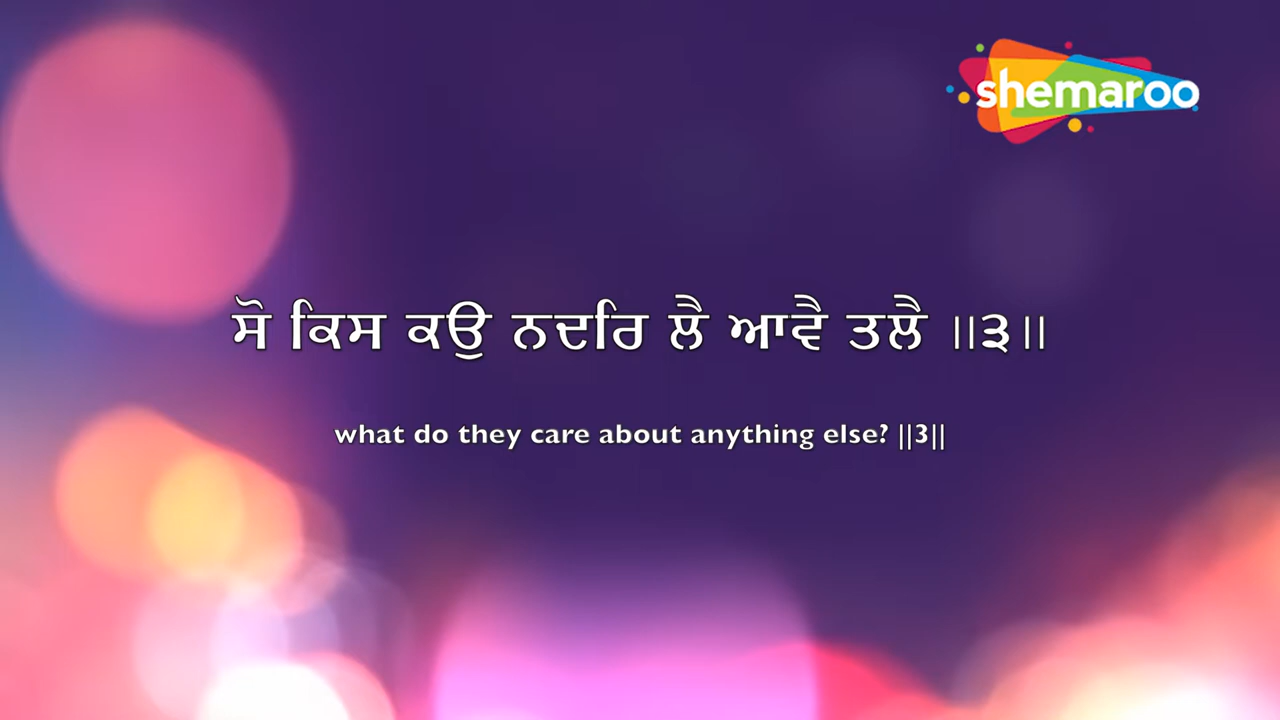 shemaroo
ਸੋ ਕਿਸ ਕਉ ਨਦਰਿ ਲੈ ਆਵੈ ਤਲੈ ॥੩॥
what do they care about anything else? ||3||